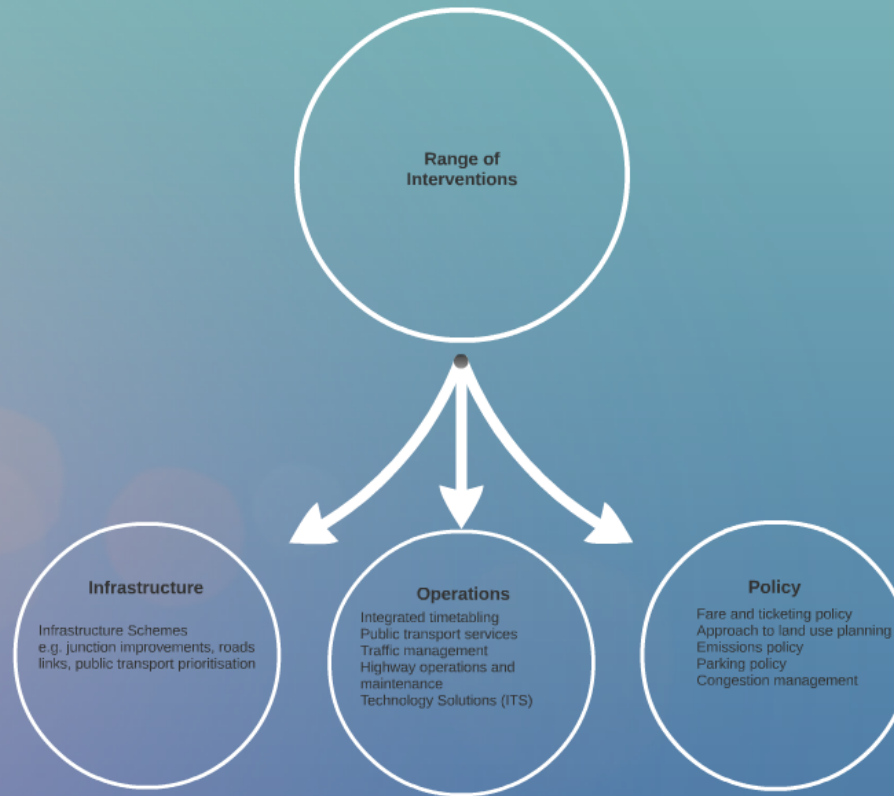 Range of
Interventions
Infrastructure
Infrastructure Schemes
e.g. junction improvements, roads
links, public transport prioritisation
Operations
Integrated timetabling
Public transport services
Traffic management
Highway operations and
maintenance
Technology Solutions (ITS)
Policy
Fare and ticketing policy
Approach to land use planning
Emissions policy
Parking policy
Congestion management